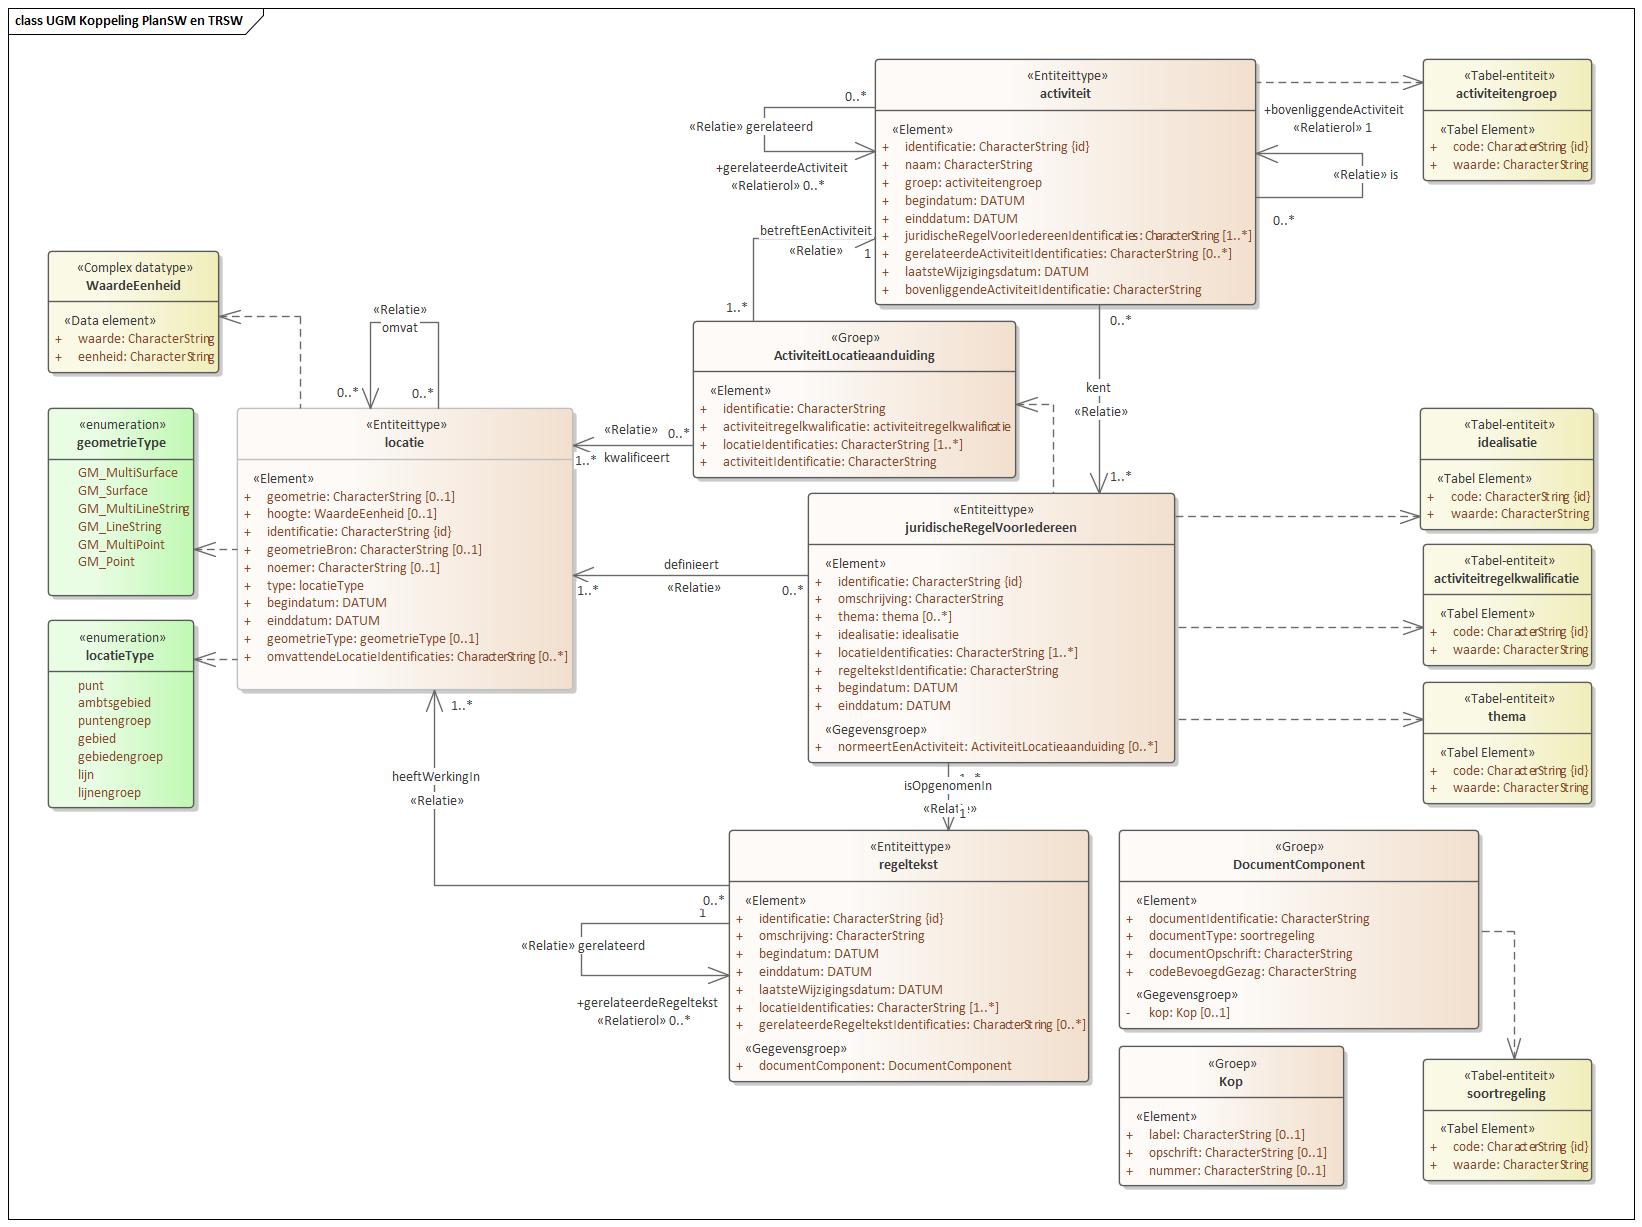 class UGM Koppeling PlanSW en TRSW
«Entiteittype»
activiteit
«Element»
+ identificatie: CharacterString {id}
+ naam: CharacterString
+ groep: activiteitengroep
+ begindatum: DATUM
+ einddatum: DATUM
+ juridischeRegelVoorIedereenIdentificaties: CharacterString [1..*]
+ gerelateerdeActiviteitIdentificaties: CharacterString [0..*]
+ laatsteWijzigingsdatum: DATUM
+ bovenliggendeActiviteitIdentificatie: CharacterString
«Tabel-entiteit»
activiteitengroep
«Tabel Element»
+ code: CharacterString {id}
+ waarde: CharacterString
0..*
«Relatie» gerelateerd
+gerelateerdeActiviteit
«Relatierol» 0..*
+bovenliggendeActiviteit
«Relatierol» 1
«Relatie» is
0..*
betreftEenActiviteit
«Relatie» 1
1..*
«Complex datatype»
WaardeEenheid
«Data element»
+ waarde: CharacterString
+ eenheid: CharacterString
«Relatie»
omvat
0..* 0..*
«Groep»
ActiviteitLocatieaanduiding
«Element»
+ identificatie: CharacterString
+ activiteitregelkwalificatie: activiteitregelkwalificatie
+ locatieIdentificaties: CharacterString [1..*]
+ activiteitIdentificatie: CharacterString
0..*
kent
«Relatie»
1..*
«Relatie» 0..*
1..* kwalificeert
«enumeration»
geometrieType
GM_MultiSurface
GM_Surface
GM_MultiLineString
GM_LineString
GM_MultiPoint
GM_Point
«Entiteittype»
locatie
«Element»
+ geometrie: CharacterString [0..1]
+ hoogte: WaardeEenheid [0..1]
+ identificatie: CharacterString {id}
+ geometrieBron: CharacterString [0..1]
+ noemer: CharacterString [0..1]
+ type: locatieType
+ begindatum: DATUM
+ einddatum: DATUM
+ geometrieType: geometrieType [0..1]
+ omvattendeLocatieIdentificaties: CharacterString [0..*]
«Tabel-entiteit»
idealisatie
«Tabel Element»
+ code: CharacterString {id}
+ waarde: CharacterString
«Entiteittype»
juridischeRegelVoorIedereen
«Element»
+ identificatie: CharacterString {id}
+ omschrijving: CharacterString
+ thema: thema [0..*]
+ idealisatie: idealisatie
+ locatieIdentificaties: CharacterString [1..*]
+ regeltekstIdentificatie: CharacterString
+ begindatum: DATUM
+ einddatum: DATUM
«Gegevensgroep»
+ normeertEenActiviteit: ActiviteitLocatieaanduiding [0..*]
definieert
1..* «Relatie» 0..*
«Tabel-entiteit»
activiteitregelkwalificatie
«Tabel Element»
+ code: CharacterString {id}
+ waarde: CharacterString
«enumeration»
locatieType
punt
ambtsgebied
puntengroep
gebied
gebiedengroep
lijn
lijnengroep
«Tabel-entiteit»
thema
«Tabel Element»
+ code: CharacterString {id}
+ waarde: CharacterString
1..*
heeftWerkingIn
«Relatie»
1..*
isOpgenomenIn
«Relatie»
1
«Entiteittype»
regeltekst
«Element»
+ identificatie: CharacterString {id}
+ omschrijving: CharacterString
+ begindatum: DATUM
+ einddatum: DATUM
+ laatsteWijzigingsdatum: DATUM
+ locatieIdentificaties: CharacterString [1..*]
+ gerelateerdeRegeltekstIdentificaties: CharacterString [0..*]
«Gegevensgroep»
+ documentComponent: DocumentComponent
0..*
1
«Relatie» gerelateerd
+gerelateerdeRegeltekst
«Relatierol» 0..*
«Groep»
DocumentComponent
«Element»
+ documentIdentificatie: CharacterString
+ documentType: soortregeling
+ documentOpschrift: CharacterString
+ codeBevoegdGezag: CharacterString
«Gegevensgroep»
- kop: Kop [0..1]
«Groep»
Kop
«Element»
+ label: CharacterString [0..1]
+ opschrift: CharacterString [0..1]
+ nummer: CharacterString [0..1]
«Tabel-entiteit»
soortregeling
«Tabel Element»
+ code: CharacterString {id}
+ waarde: CharacterString